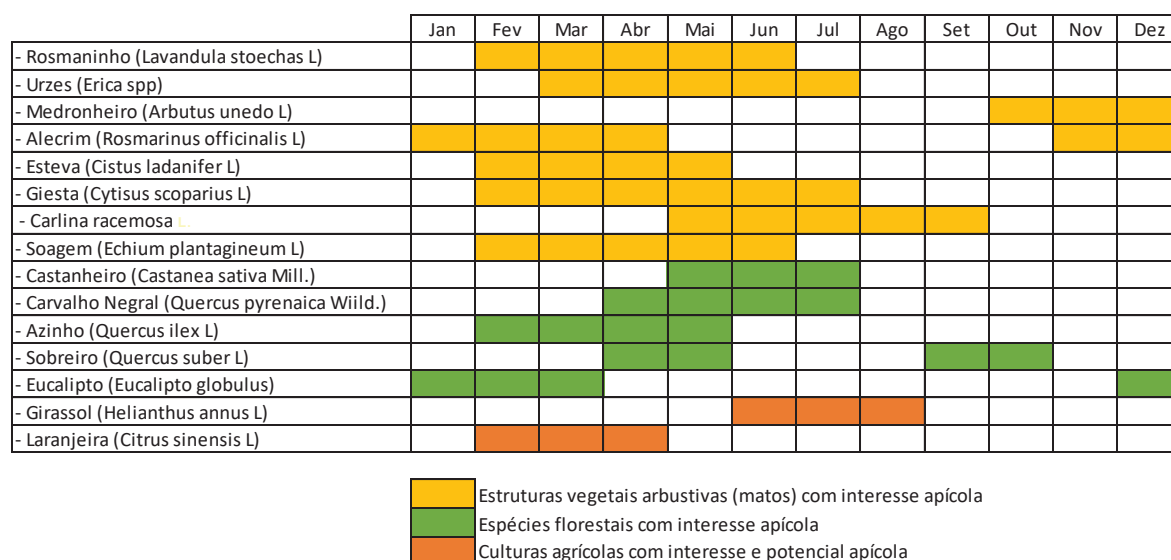 Jan Fev Mar Abr Mai Jun Jul Ago Set Out Nov Dez
- Rosmaninho (Lavandula stoechas L)
- Urzes (Erica spp)
- Medronheiro (Arbutus unedo L)
- Alecrim (Rosmarinus officinalis L)
- Esteva (Cistus ladanifer L)
- Giesta (Cytisus scoparius L)
- Carlina racemosa L.
- Soagem (Echium plantagineum L)
- Castanheiro (Castanea sativa Mill.)
- Carvalho Negral (Quercus pyrenaica Wiild.)
- Azinho (Quercus ilex L)
- Sobreiro (Quercus suber L)
- Eucalipto (Eucalipto globulus)
- Girassol (Helianthus annus L)
- Laranjeira (Citrus sinensis L)
Estruturas vegetais arbustivas (matos) com interesse apícola
Espécies florestais com interesse apícola
Culturas agrícolas com interesse e potencial apícola